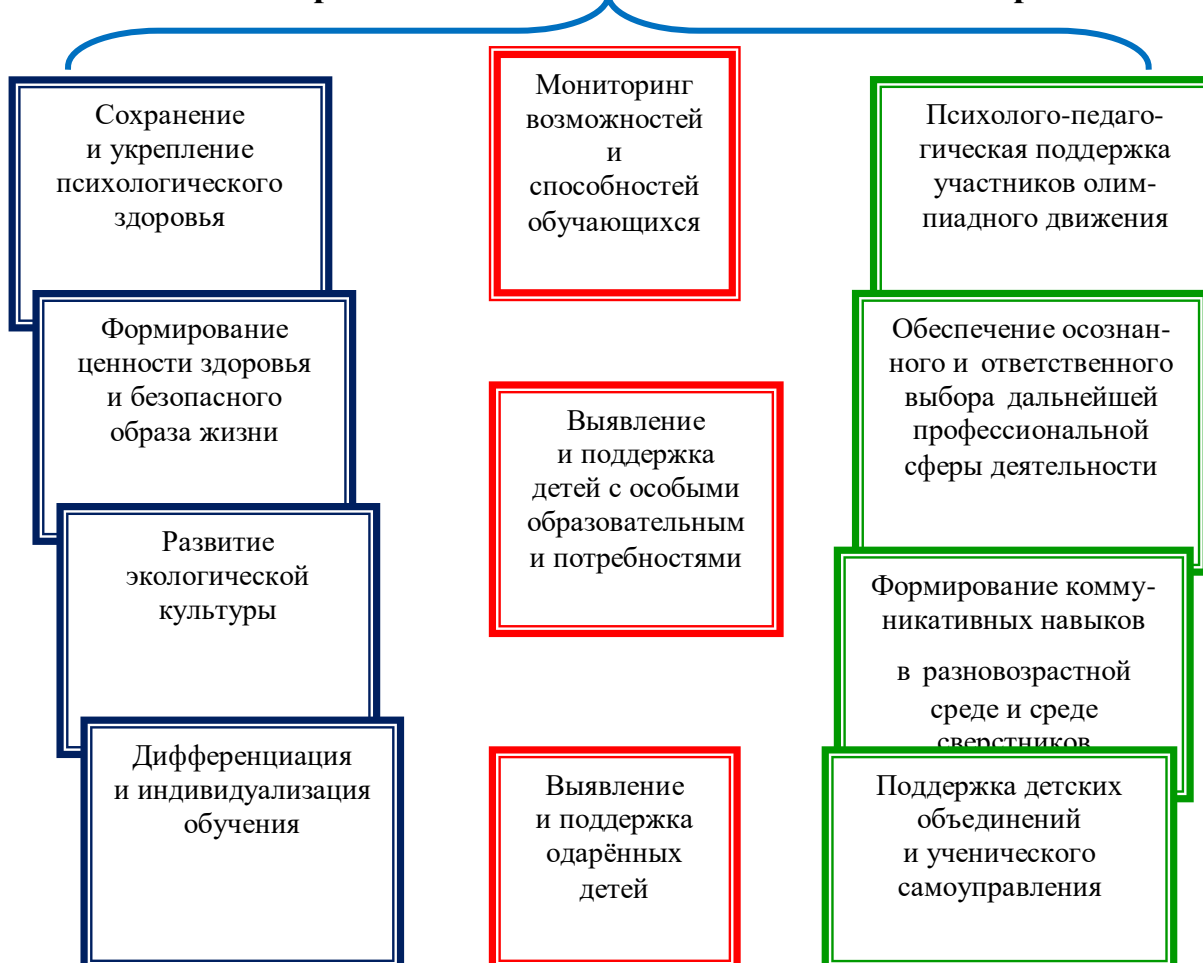 Сохранение
и укрепление
психологического
здоровья
Формирование
ценности здоровья
и безопасного
образа жизни
Развитие
экологической
культуры
Дифференциация
и индивидуализация
обучения
Мониторинг
возможностей
и
способностей
обучающихся
Выявление
и поддержка
детей с особыми
образовательным
и потребностями
Выявление
и поддержка
одарённых
детей
Психолого-педаго-
гическая поддержка
участников олим-
пиадного движения
Обеспечение осознан-
ного и ответственного
выбора дальнейшей
профессиональной
сферы деятельности
Формирование комму-
никативных навыков
в разновозрастной
среде и среде
сверстников
Поддержка детских
объединений
и ученического
самоуправления